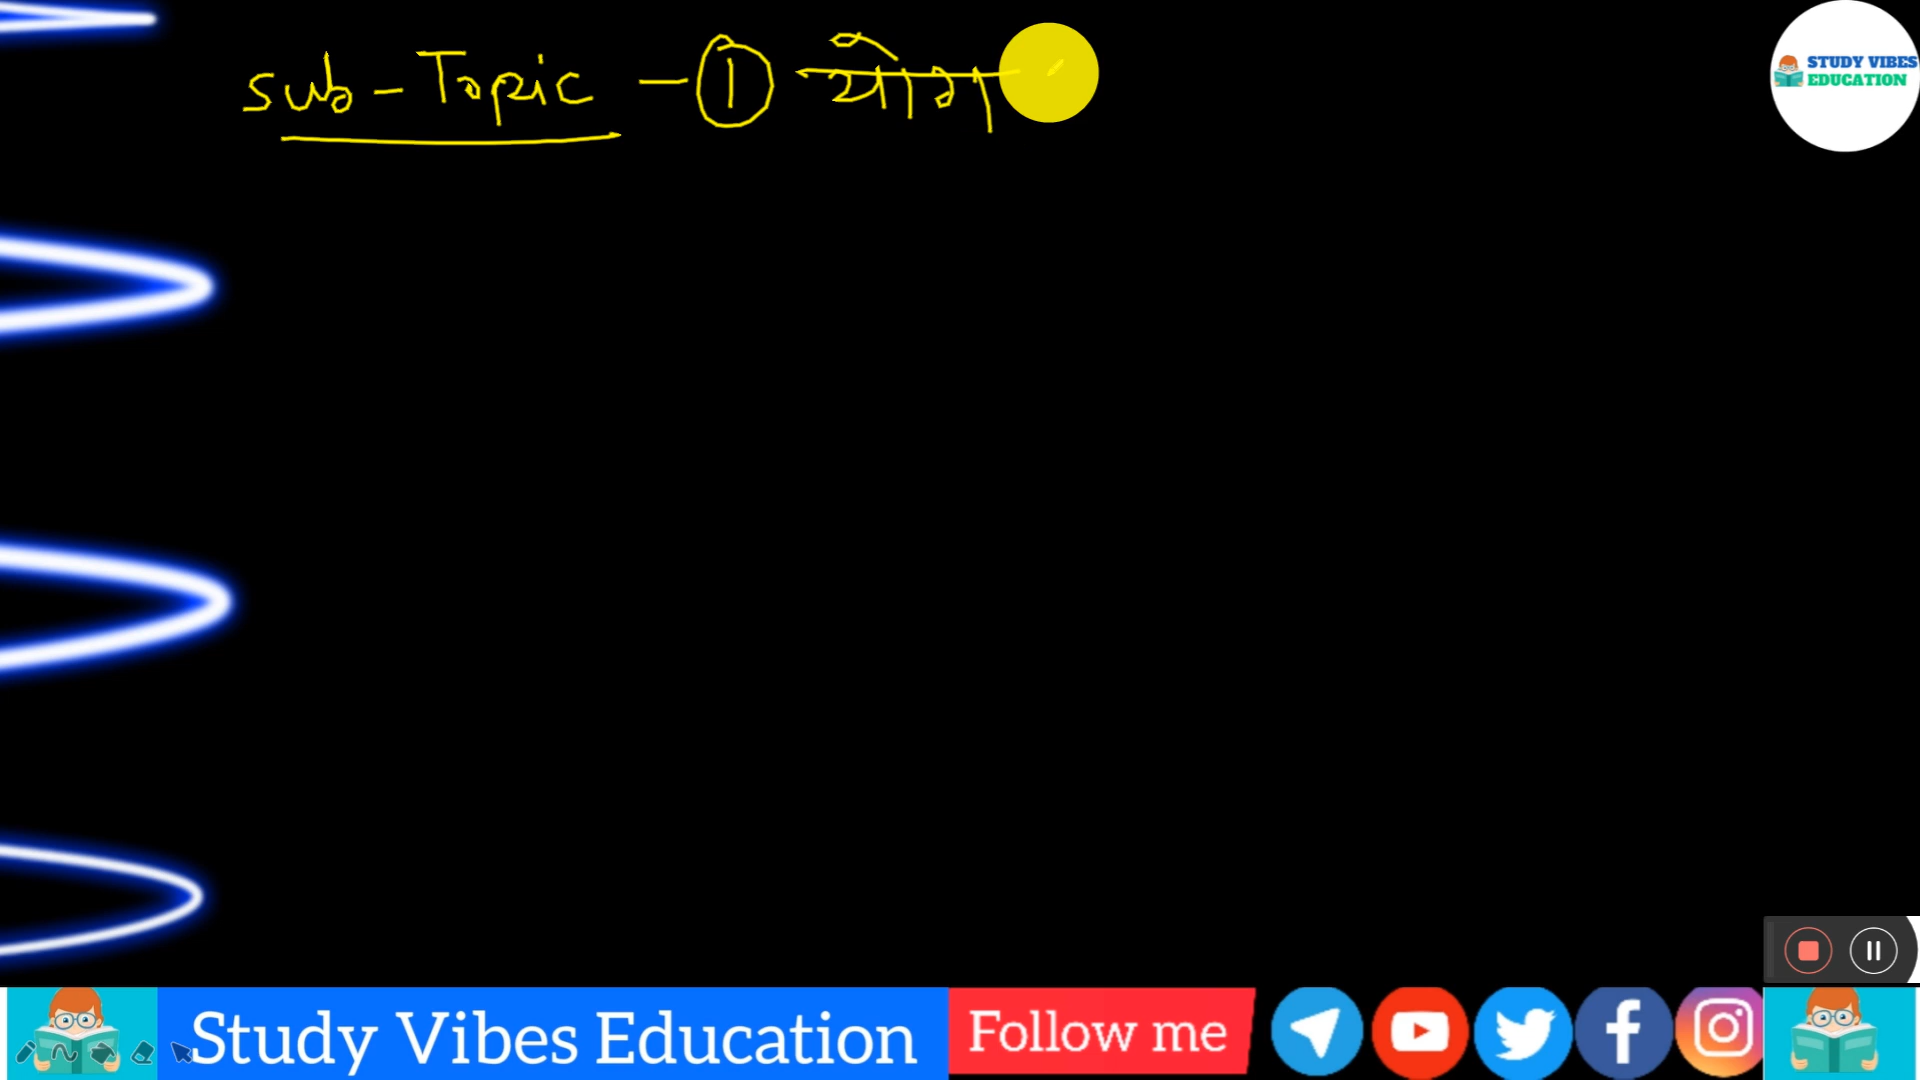 Sub-Topic - ① योग
STUDY VIBES
EDUCATION
Study Vibes Education
Follow me